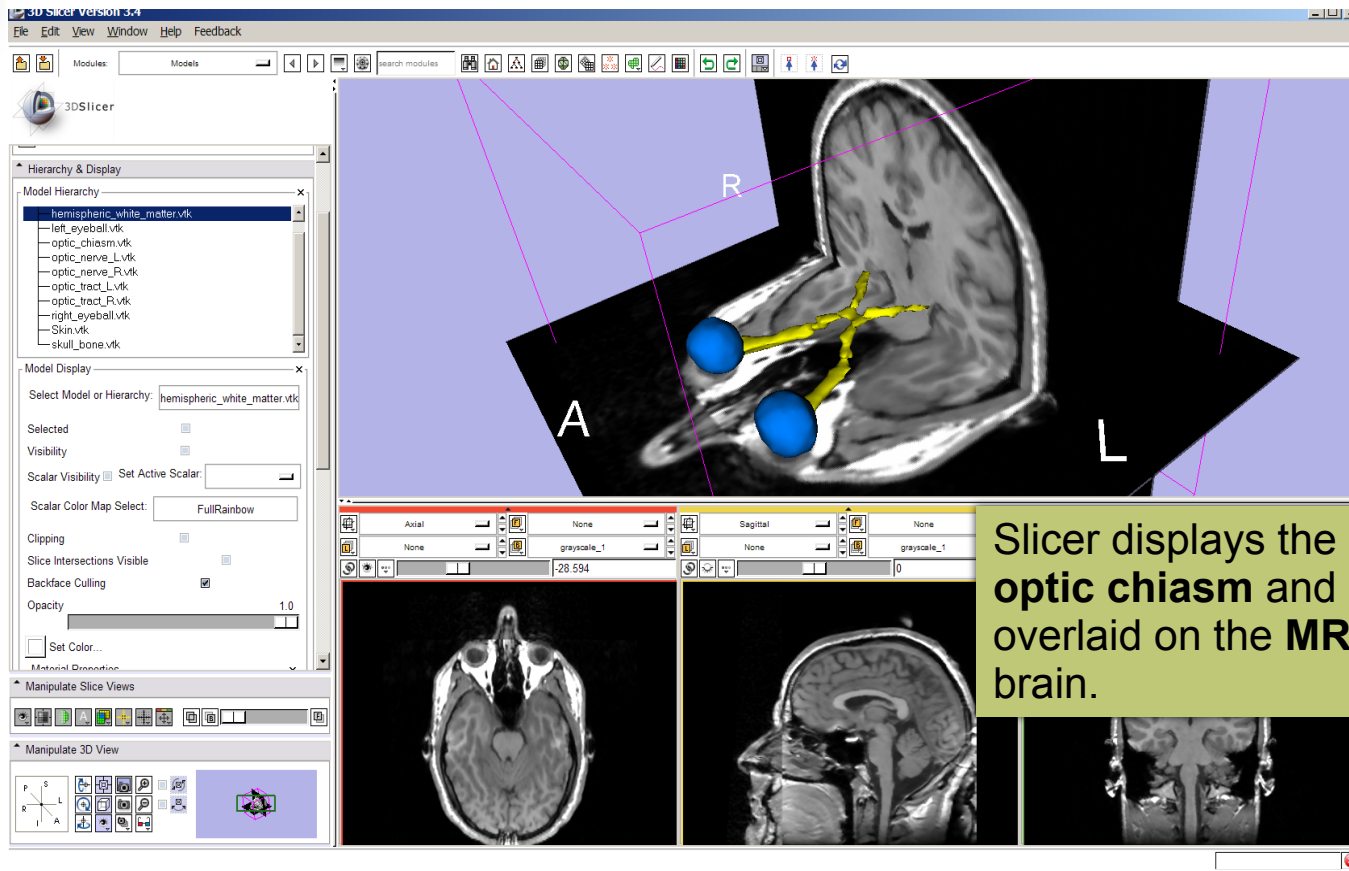 3D Slicer Version 3.4
File Edit View Window Help Feedback
Modules: Models search modules
3DSlicer
Hierarchy & Display
Model Hierarchy
hemispheric_white_matter.vtk
left_eyeball.vtk
optic_chiasm.vtk
optic_nerve_L.vtk
optic_nerve_R.vtk
optic_tract_L.vtk
optic_tract_R.vtk
right_eyeball.vtk
Skin.vtk
skull_bone.vtk
Model Display
Select Model or Hierarchy: hemispheric_white_matter.vtk
Selected
Visibility
Scalar Visibility Set Active Scalar:
Scalar Color Map Select: FullRainbow
Clipping
Slice Intersections Visible
Backface Culling
Opacity 1.0
Set Color...
Material Properties
Manipulate Slice Views
Manipulate 3D View
P S
R L
I A
R
A
L
Axial None
None grayscale_1
-28.594
Sagittal None
None grayscale_1
0
Slicer displays the
optic chiasm and
overlaid on the MR
brain.